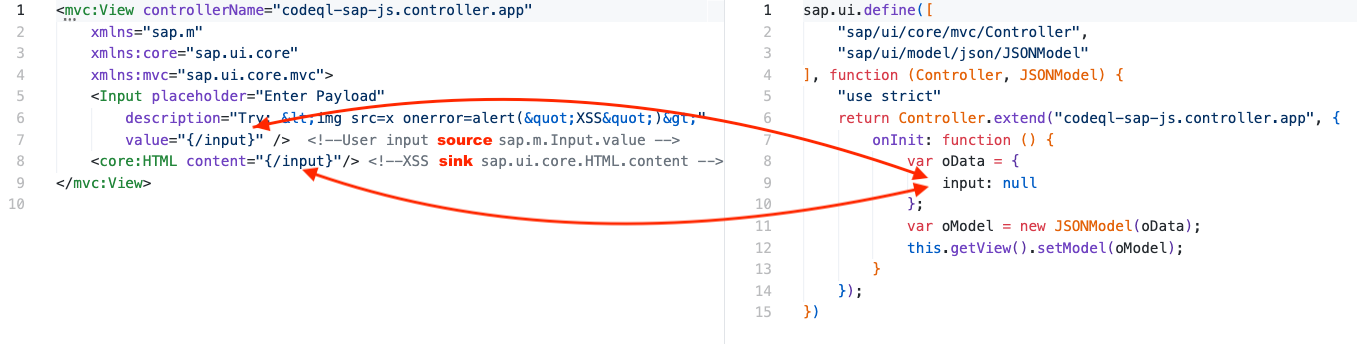 1 <mvc:View controllerName="codeql-sap-js.controller.app"
2 xmlns="sap.m"
3 xmlns:core="sap.ui.core"
4 xmlns:mvc="sap.ui.core.mvc">
5 <Input placeholder="Enter Payload"
6 description="Try: &lt;img src=x onerror=alert(&quot;XSS&quot;)&gt;"
7 value="{/input}" /> <!--User input source sap.m.Input.value -->
8 <core:HTML content="{/input}"/> <!--XSS sink sap.ui.core.HTML.content -->
9 </mvc:View>
10
1 sap.ui.define([
2 "sap/ui/core/mvc/Controller",
3 "sap/ui/model/json/JSONModel"
4 ], function (Controller, JSONModel) {
5 "use strict"
6 return Controller.extend("codeql-sap-js.controller.app", {
7 onInit: function () {
8 var oData = {
9 input: null
10 };
11 var oModel = new JSONModel(oData);
12 this.getView().setModel(oModel);
13 }
14 });
15 })